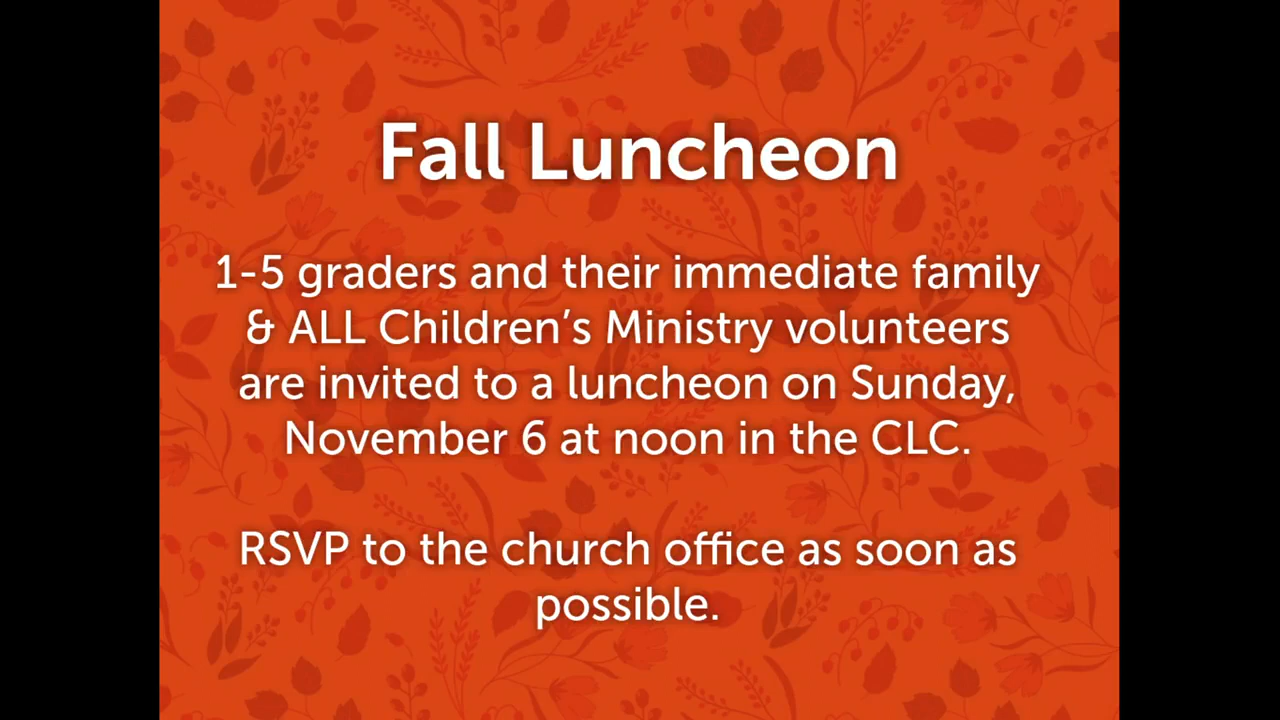 Fall Luncheon
1-5 graders and their immediate family
& ALL Children’s Ministry volunteers
are invited to a luncheon on Sunday,
November 6 at noon in the CLC.
RSVP to the church office as soon as
possible.